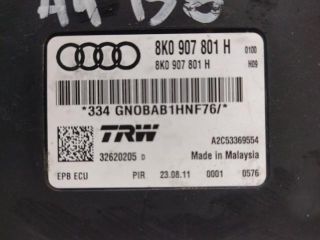 A4 B8
8K0 907 801 H 0100
8K0 907 801 H H09
*334 GNOBAB1HNF76/*
TRW A2C53369554
32620205 D Made in Malaysia
EPB ECU PIR 23.08.11 0001 0576